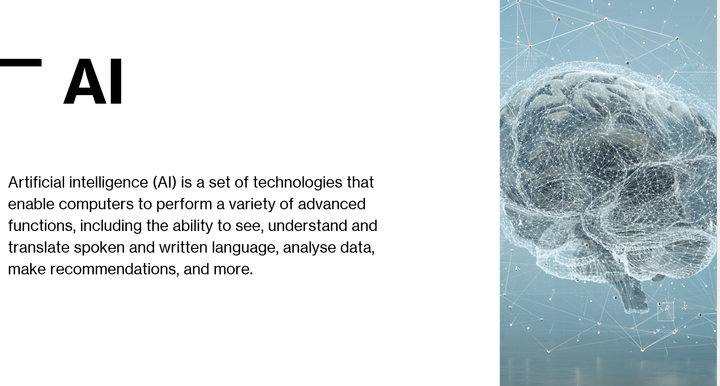 AI
Artificial intelligence (AI) is a set of technologies that
enable computers to perform a variety of advanced
functions, including the ability to see, understand and
translate spoken and written language, analyse data,
make recommendations, and more.